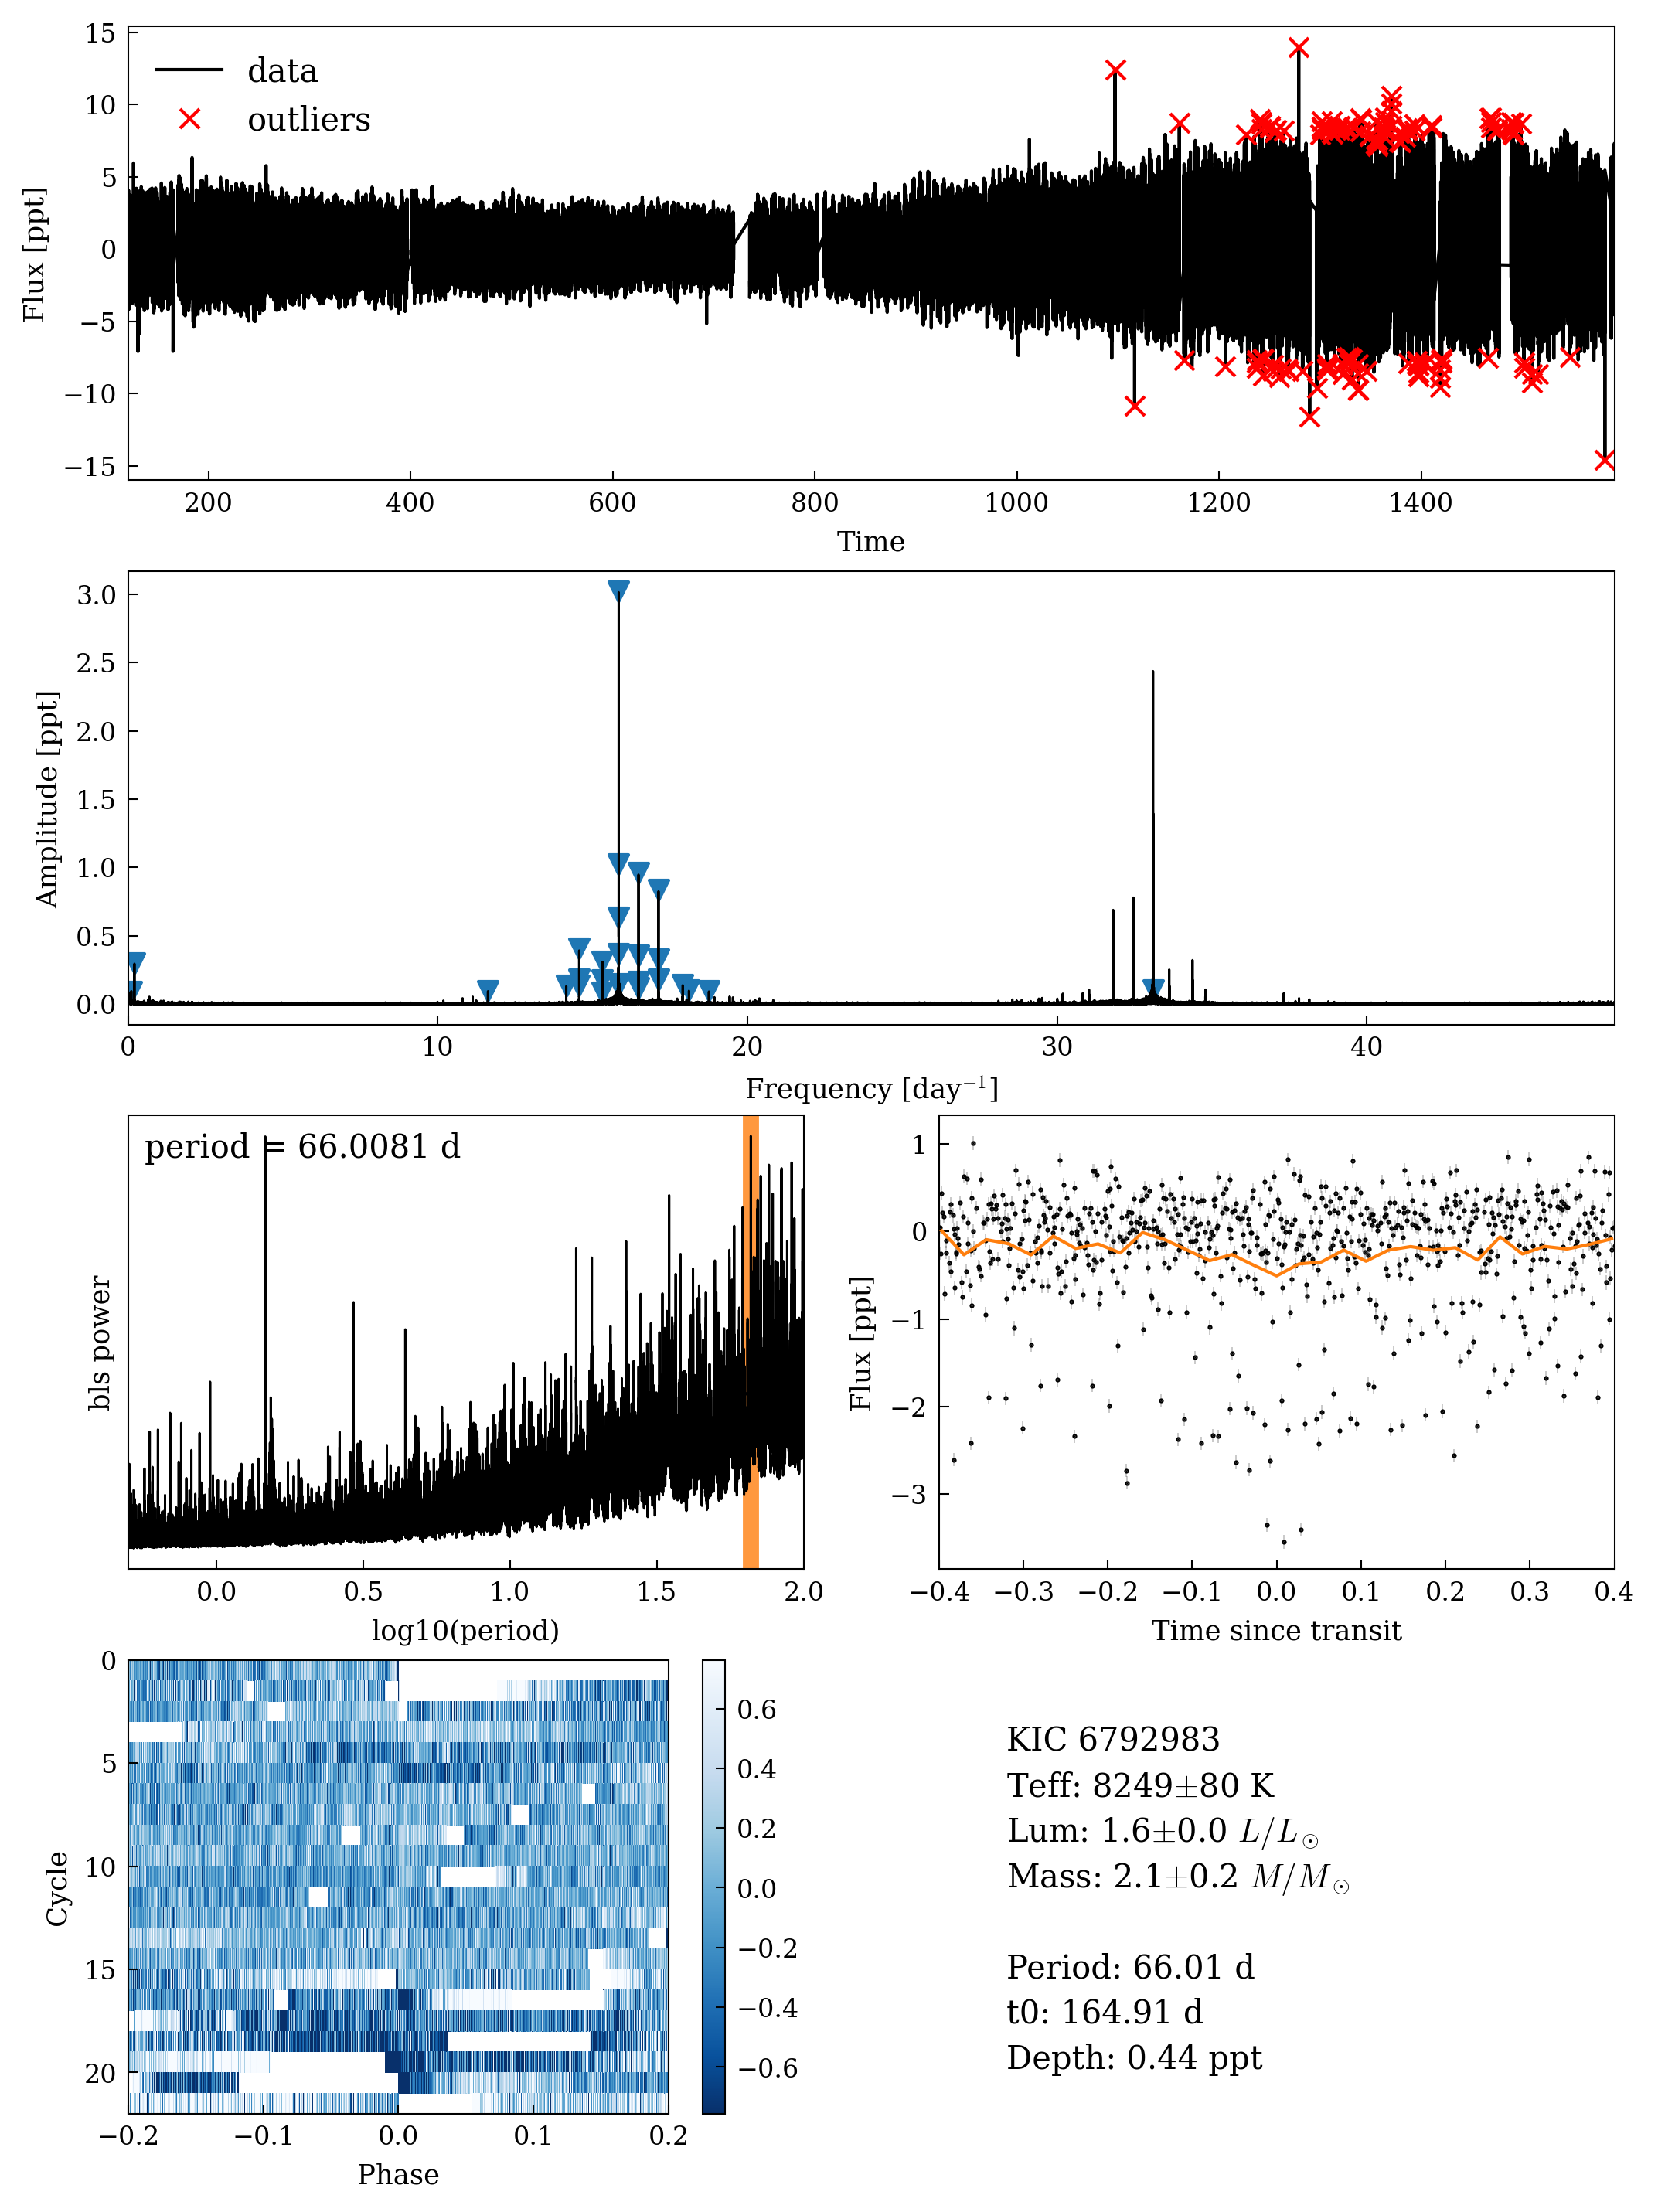 15
10
5
0
−5
−10
−15
Flux [ppt]
data
outliers
200 400 600 800 1000 1200 1400
Time
3.0
2.5
2.0
1.5
1.0
0.5
0.0
Amplitude [ppt]
0 10 20 30 40
Frequency [day⁻¹]
period = 66.0081 d
bls power
0.0 0.5 1.0 1.5 2.0
log10(period)
1
0
−1
−2
−3
Flux [ppt]
−0.4 −0.3 −0.2 −0.1 0.0 0.1 0.2 0.3 0.4
Time since transit
0
5
10
15
20
Cycle
−0.2 −0.1 0.0 0.1 0.2
Phase
0.6
0.4
0.2
0.0
−0.2
−0.4
−0.6
KIC 6792983
Teff: 8249±80 K
Lum: 1.6±0.0 L/L☉
Mass: 2.1±0.2 M/M☉
Period: 66.01 d
t0: 164.91 d
Depth: 0.44 ppt